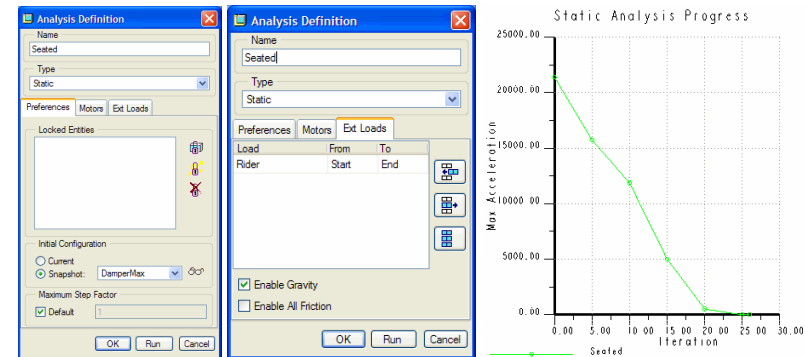 Analysis Definition
Name
Seated
Type
Static
Preferences Motors Ext Loads
Locked Entities
Initial Configuration
Current
Snapshot: DamperMax
Maximum Step Factor
Default 1
OK Run Cancel
Analysis Definition
Name
Seated
Type
Static
Preferences Motors Ext Loads
Load From To
Rider Start End
Enable Gravity
Enable All Friction
OK Run Cancel
Static Analysis Progress
25000.00
20000.00
15000.00
10000.00
5000.00
0.00
Max Acceleration
0.00 5.00 10.00 15.00 20.00 25.00 30.00
Iteration
Seated